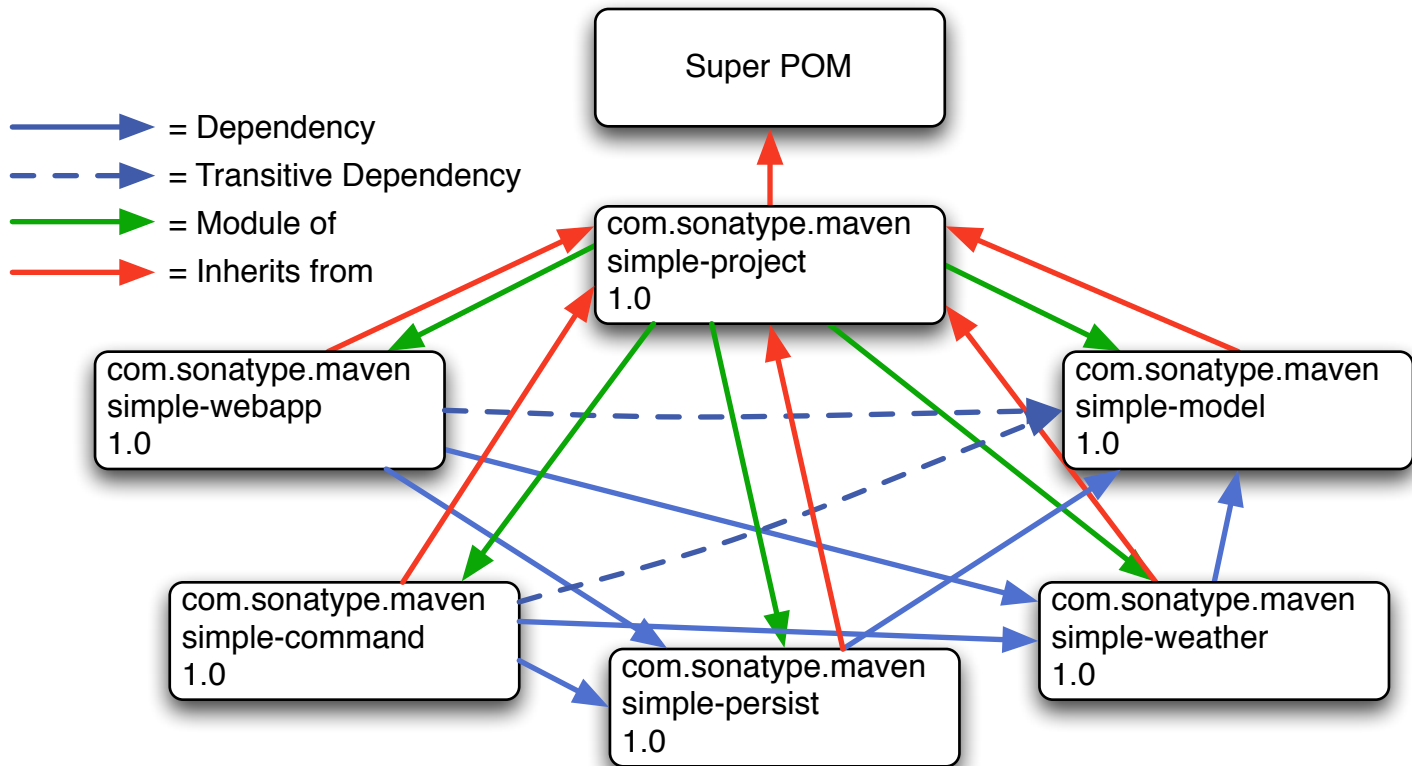 Super POM
= Dependency
= Transitive Dependency
= Module of
= Inherits from
com.sonatype.maven
simple-project
1.0
com.sonatype.maven
simple-webapp
1.0
com.sonatype.maven
simple-model
1.0
com.sonatype.maven
simple-command
1.0
com.sonatype.maven
simple-persist
1.0
com.sonatype.maven
simple-weather
1.0